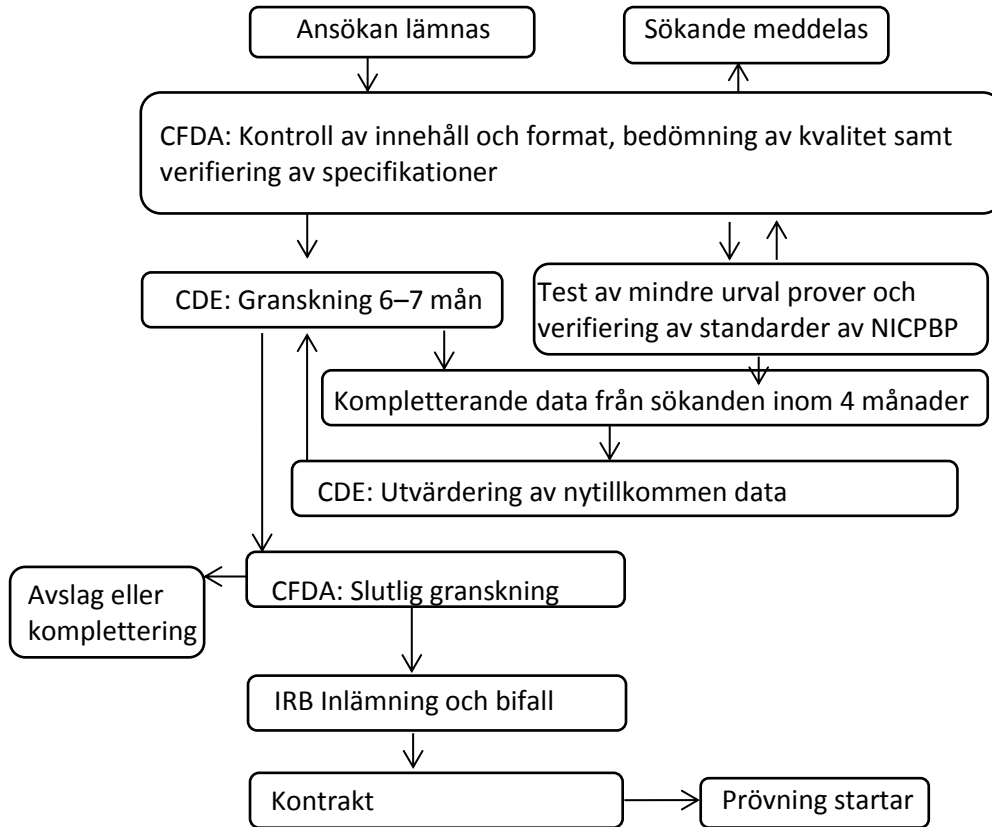 Ansökan lämnas
Sökande meddelas
CFDA: Kontroll av innehåll och format, bedömning av kvalitet samt
verifiering av specifikationer
CDE: Granskning 6–7 mån
Test av mindre urval prover och
verifiering av standarder av NICPBP
Kompletterande data från sökanden inom 4 månader
CDE: Utvärdering av nytillkommen data
Avslag eller
komplettering
CFDA: Slutlig granskning
IRB Inlämning och bifall
Kontrakt
Prövning startar